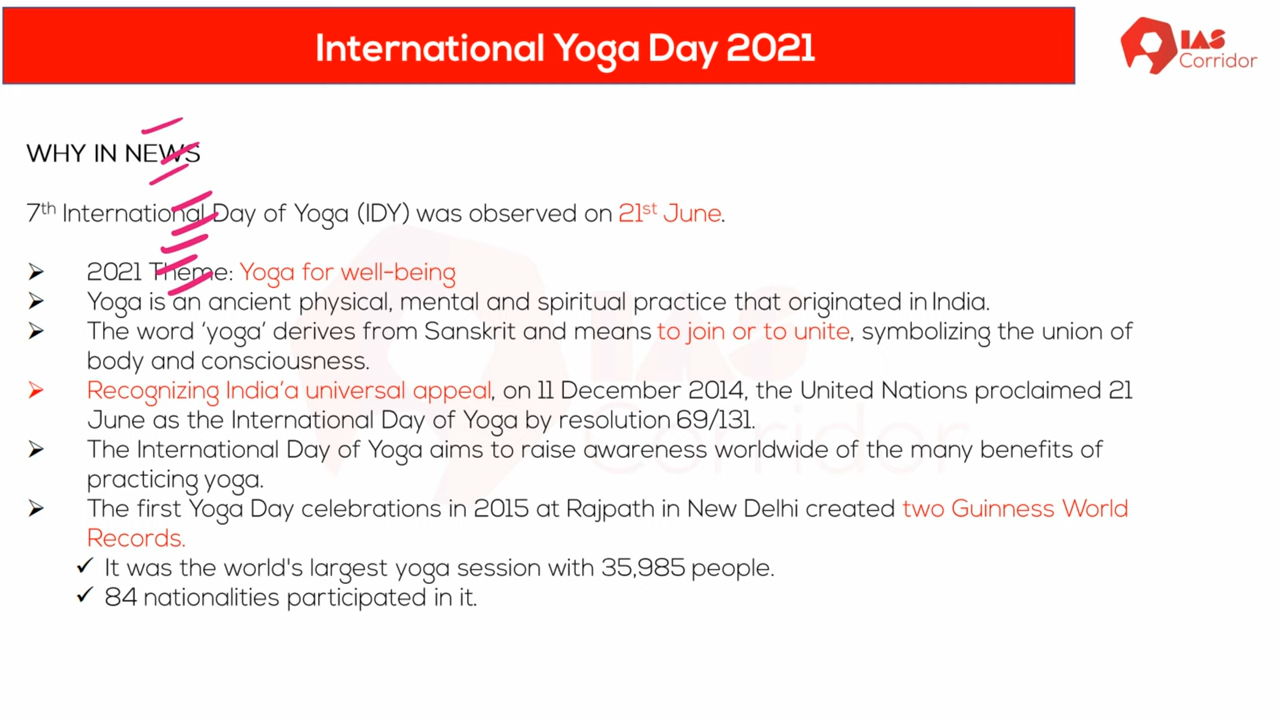 International Yoga Day 2021
IAS
Corridor
WHY IN NEWS
7th International Day of Yoga (IDY) was observed on 21st June.
➢ 2021 Theme: Yoga for well-being
➢ Yoga is an ancient physical, mental and spiritual practice that originated in India.
➢ The word ‘yoga’ derives from Sanskrit and means to join or to unite, symbolizing the union of
body and consciousness.
➢ Recognizing India’a universal appeal, on 11 December 2014, the United Nations proclaimed 21
June as the International Day of Yoga by resolution 69/131.
➢ The International Day of Yoga aims to raise awareness worldwide of the many benefits of
practicing yoga.
➢ The first Yoga Day celebrations in 2015 at Rajpath in New Delhi created two Guinness World
Records.
✓ It was the world's largest yoga session with 35,985 people.
✓ 84 nationalities participated in it.